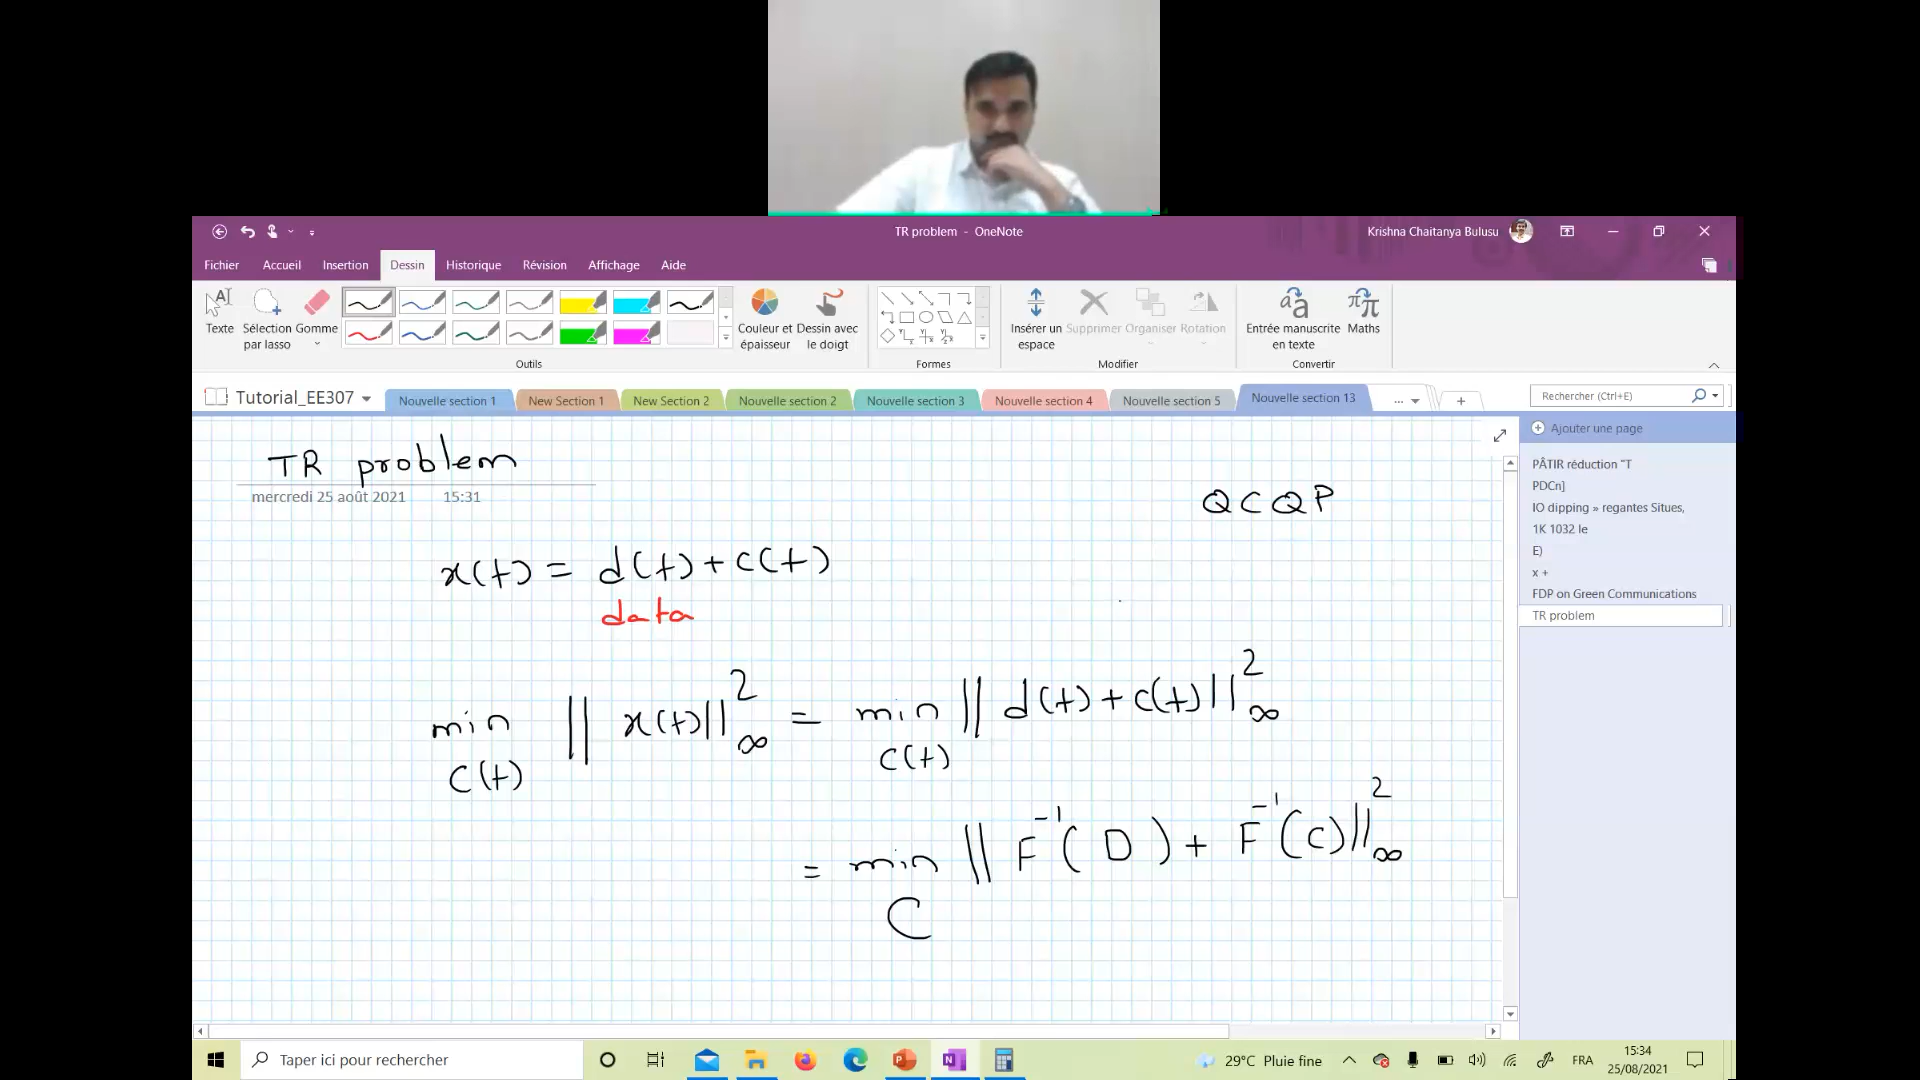 TR problem - OneNote
Krishna Chaitanya Bulusu
Fichier Accueil Insertion Dessin Historique Révision Affichage Aide
Texte
Sélection par lasso
Gomme
Couleur et épaisseur
Dessin avec le doigt
Insérer un espace
Supprimer
Organiser
Rotation
Entrée manuscrite en texte
Maths
Outils
Formes
Modifier
Convertir
Tutorial_EE307
Nouvelle section 1
New Section 1
New Section 2
Nouvelle section 2
Nouvelle section 3
Nouvelle section 4
Nouvelle section 5
Nouvelle section 13
...
Rechercher (Ctrl+E)
Ajouter une page
PÂTIR réduction "T
PDCn]
IO dipping » regantes Situes,
1K 1032 le
E)
x +
FDP on Green Communications
TR problem
TR problem
mercredi 25 août 2021 15:31
QCQP
x(t) = d(t) + c(t)
data
min ‖ x(t) ‖²∞ = min ‖ d(t) + c(t) ‖²∞
c(t) c(t)
= min ‖ F⁻¹( D ) + F⁻¹( C ) ‖²∞
C
Taper ici pour rechercher
29°C Pluie fine
FRA
15:34
25/08/2021